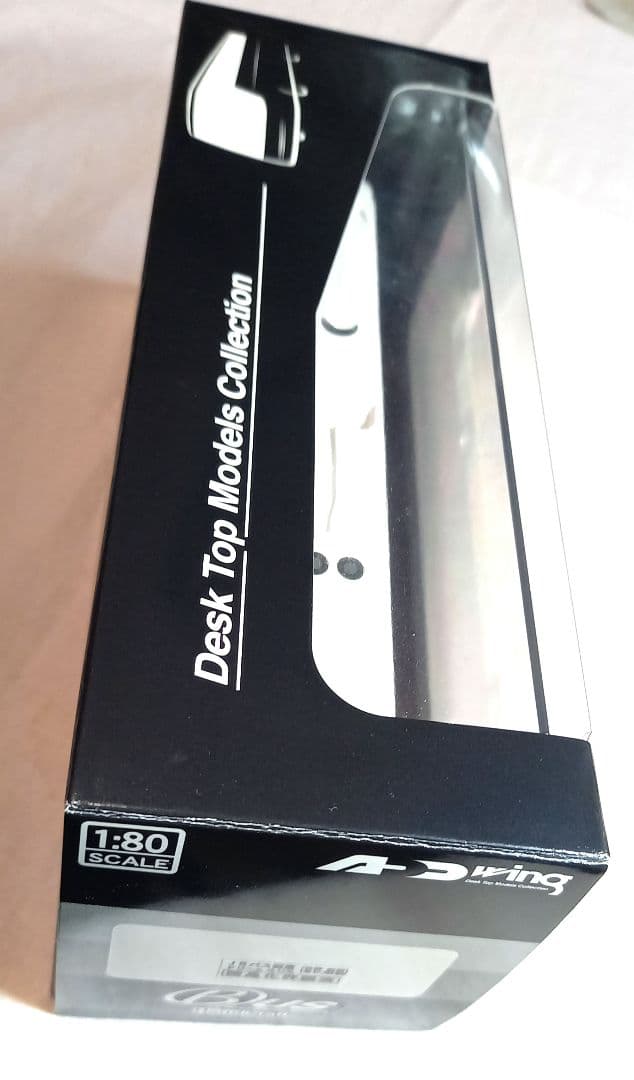 Desk Top Models Collection
1:80
SCALE
wing
Desk Top Models Collection
Bus